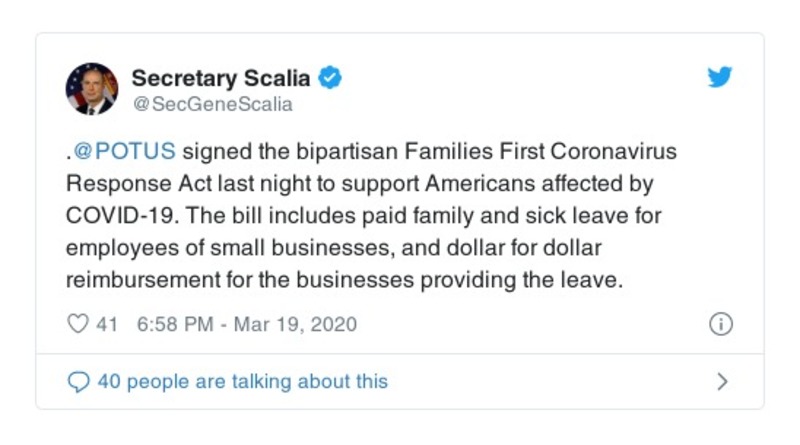 Secretary Scalia
@SecGeneScalia
.@POTUS signed the bipartisan Families First Coronavirus
Response Act last night to support Americans affected by
COVID-19. The bill includes paid family and sick leave for
employees of small businesses, and dollar for dollar
reimbursement for the businesses providing the leave.
41 6:58 PM - Mar 19, 2020
40 people are talking about this